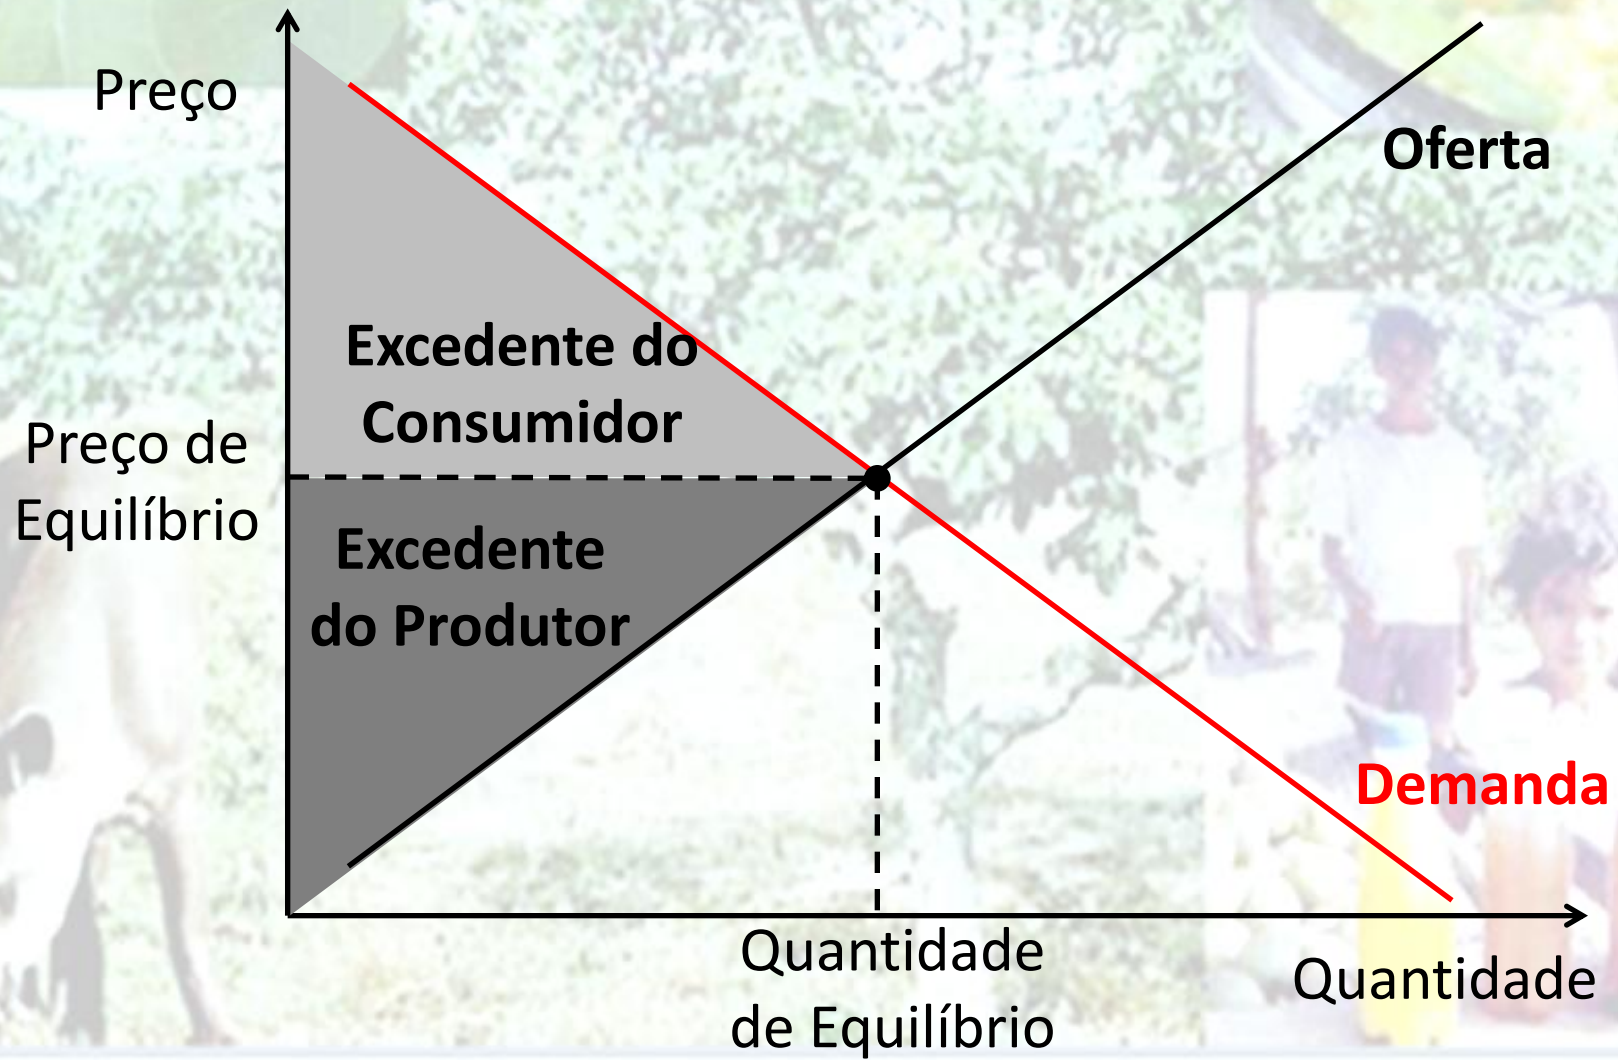 Preço
Oferta
Excedente do
Consumidor
Preço de
Equilíbrio
Excedente
do Produtor
Demanda
Quantidade
de Equilíbrio
Quantidade